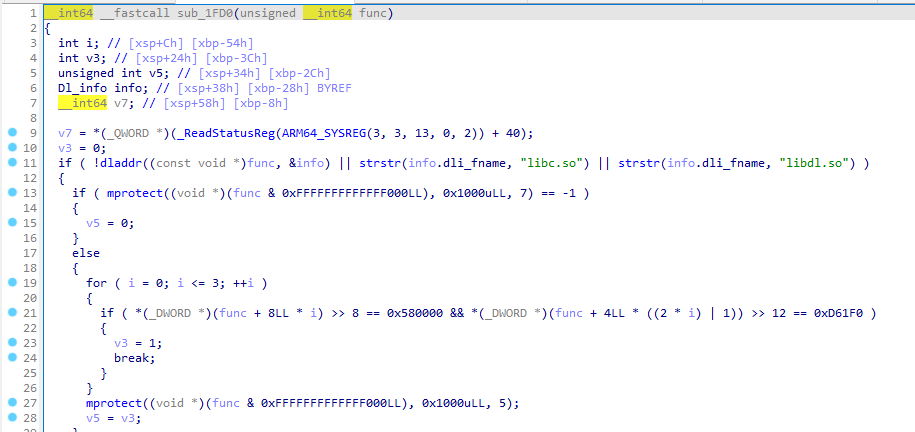 1 __int64 __fastcall sub_1FD0(unsigned __int64 func)
2 {
3 int i; // [xsp+Ch] [xbp-54h]
4 int v3; // [xsp+24h] [xbp-3Ch]
5 unsigned int v5; // [xsp+34h] [xbp-2Ch]
6 Dl_info info; // [xsp+38h] [xbp-28h] BYREF
7 __int64 v7; // [xsp+58h] [xbp-8h]
8
9 v7 = *(_QWORD *)(_ReadStatusReg(ARM64_SYSREG(3, 3, 13, 0, 2)) + 40);
10 v3 = 0;
11 if ( !dladdr((const void *)func, &info) || strstr(info.dli_fname, "libc.so") || strstr(info.dli_fname, "libdl.so") )
12 {
13 if ( mprotect((void *)(func & 0xFFFFFFFFFFFFF000LL), 0x1000uLL, 7) == -1 )
14 {
15 v5 = 0;
16 }
17 else
18 {
19 for ( i = 0; i <= 3; ++i )
20 {
21 if ( *(_DWORD *)(func + 8LL * i) >> 8 == 0x580000 && *(_DWORD *)(func + 4LL * ((2 * i) | 1)) >> 12 == 0xD61F0 )
22 {
23 v3 = 1;
24 break;
25 }
26 }
27 mprotect((void *)(func & 0xFFFFFFFFFFFFF000LL), 0x1000uLL, 5);
28 v5 = v3;